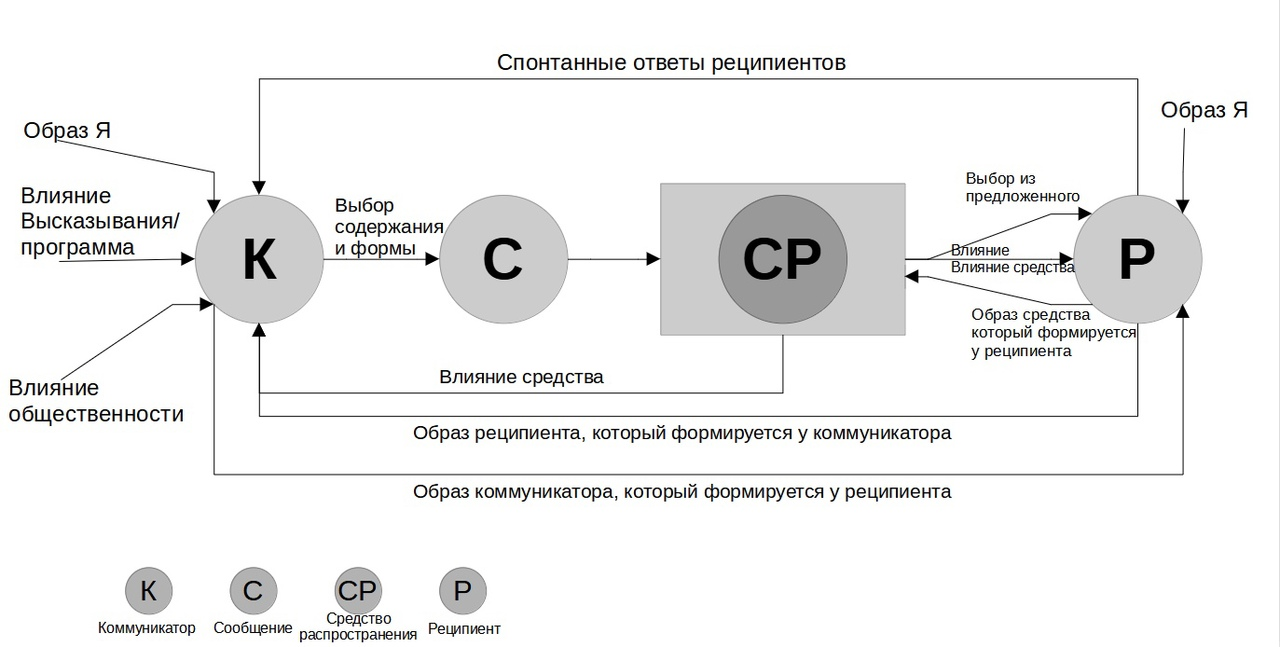 Спонтанные ответы реципиентов
Образ Я
Образ Я
Влияние
Высказывания/
программа
Выбор
содержания
и формы
Выбор из
предложенного
К
С
СР
Р
Влияние
Влияние средства
Образ средства
который формируется
у реципиента
Влияние
общественности
Влияние средства
Образ реципиента, который формируется у коммуникатора
Образ коммуникатора, который формируется у реципиента
К
С
СР
Р
Коммуникатор
Сообщение
Средство
распространения
Реципиент